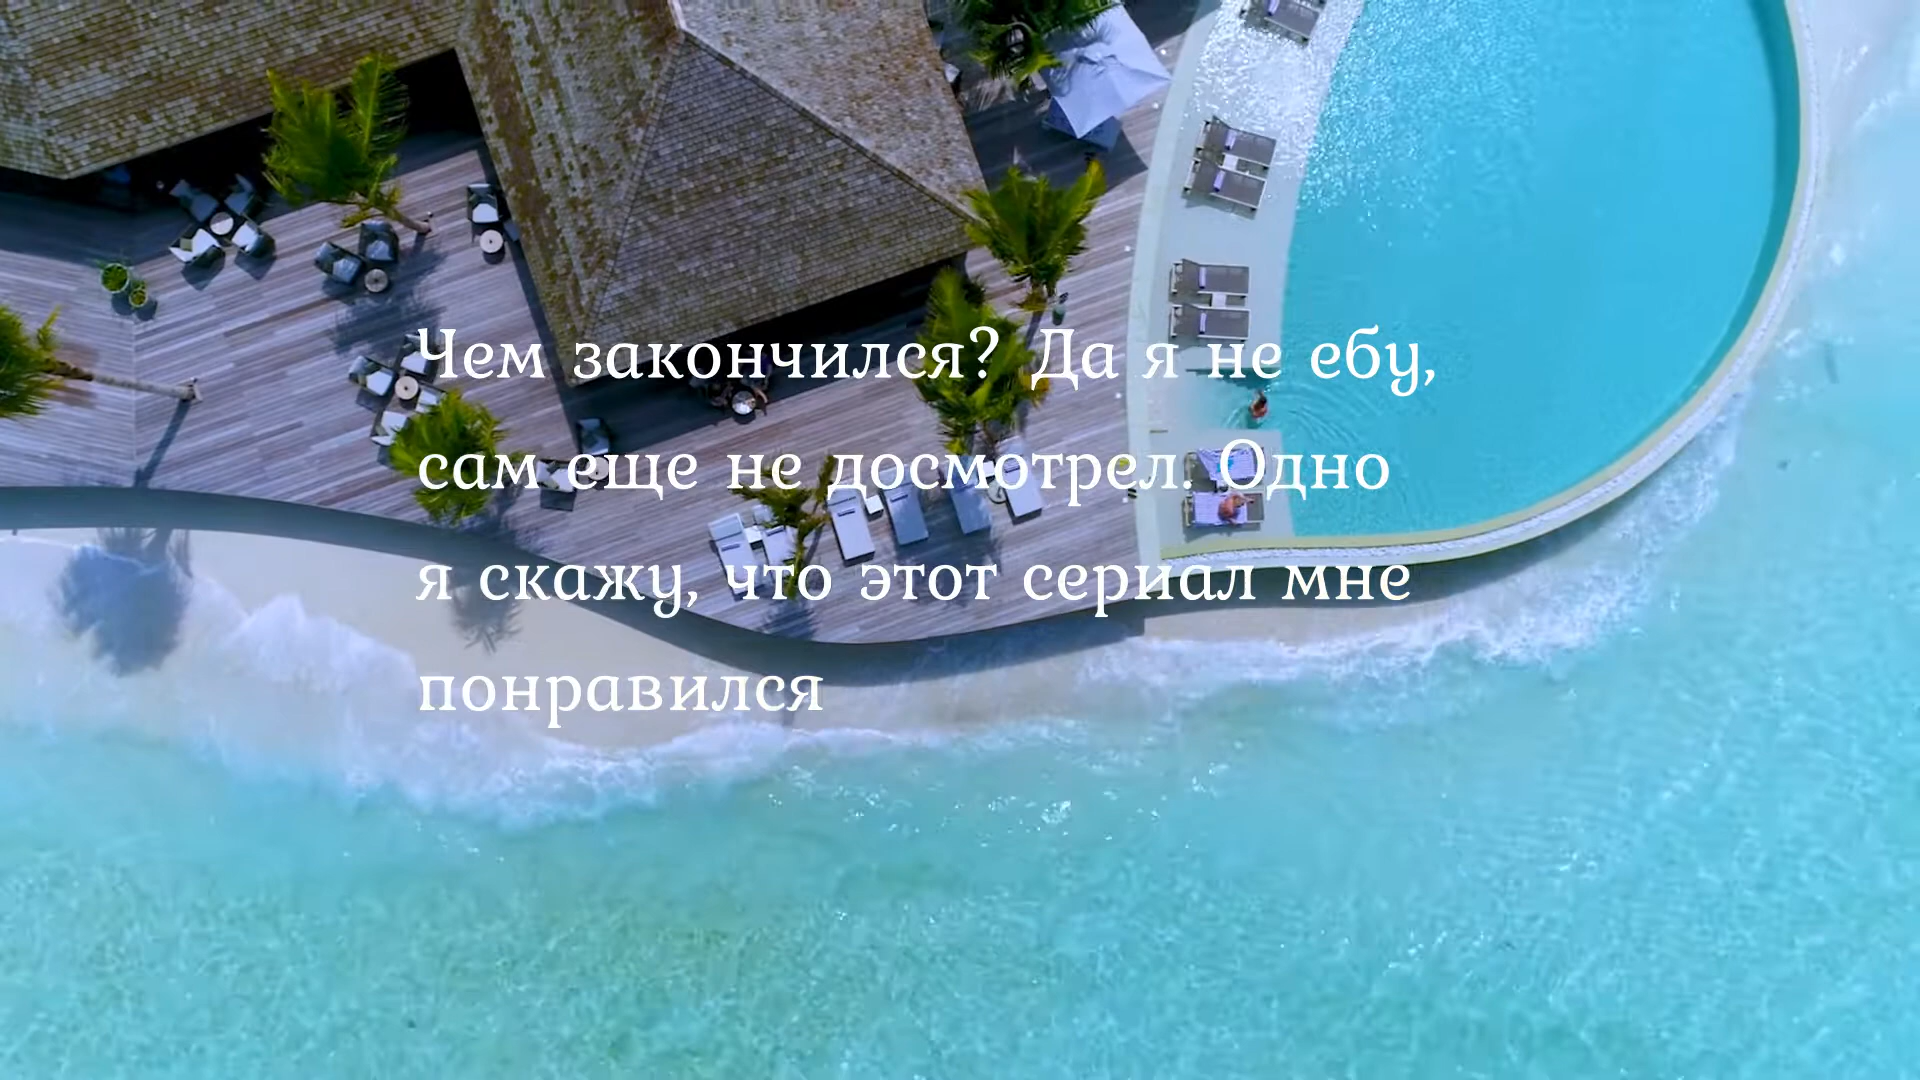 Чем закончился? Да я не ебу,
сам еще не досмотрел. Одно
я скажу, что этот сериал мне
понравился